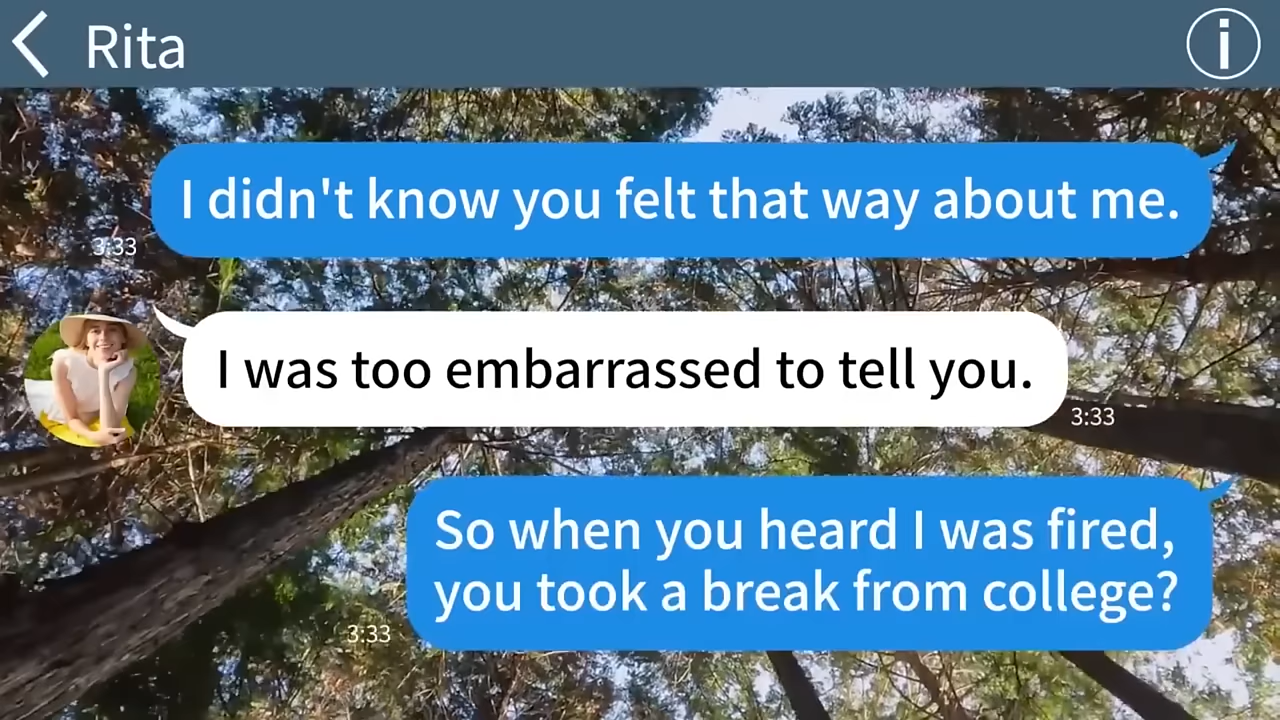 Rita
I didn't know you felt that way about me.
3:33
I was too embarrassed to tell you.
3:33
So when you heard I was fired,
you took a break from college?
3:33